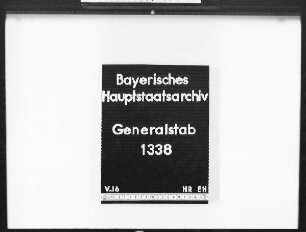 Bayerisches
Hauptstaatsarchiv
Generalstab
1338
V.16 HR EH